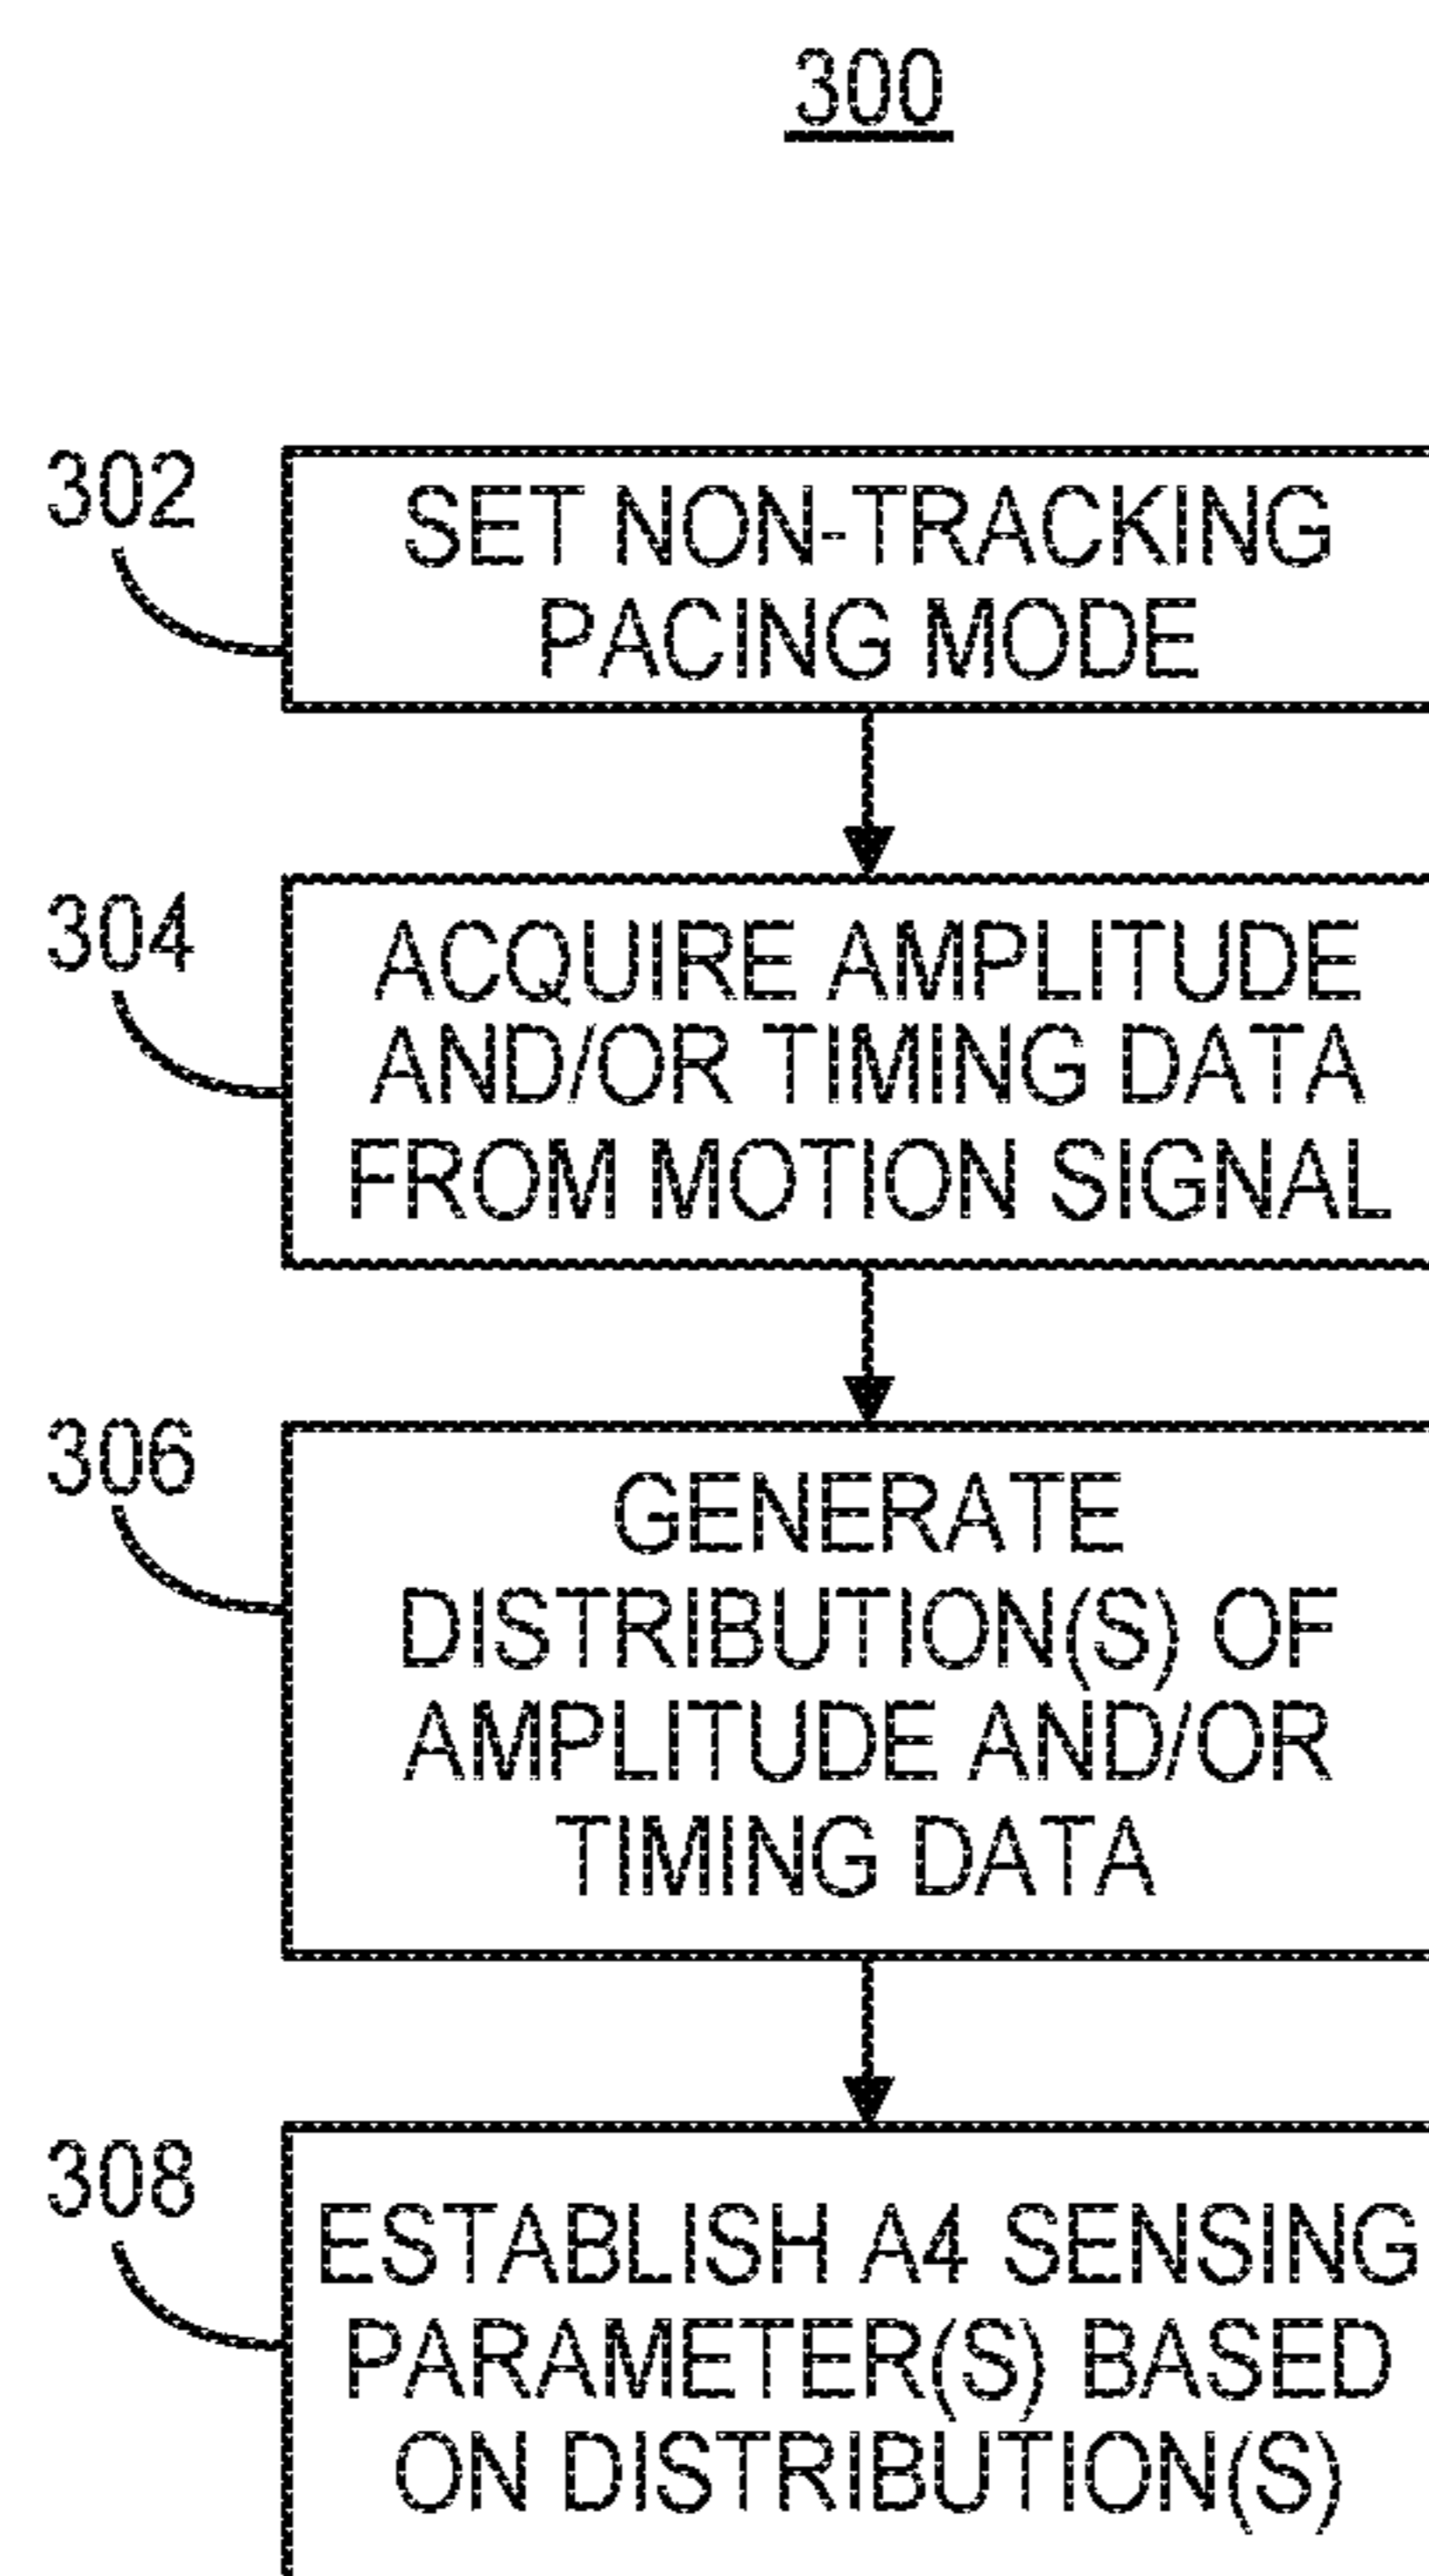 300
302
SET NON-TRACKING
PACING MODE
304
ACQUIRE AMPLITUDE
AND/OR TIMING DATA
FROM MOTION SIGNAL
306
GENERATE
DISTRIBUTION(S) OF
AMPLITUDE AND/OR
TIMING DATA
308
ESTABLISH A4 SENSING
PARAMETER(S) BASED
ON DISTRIBUTION(S)